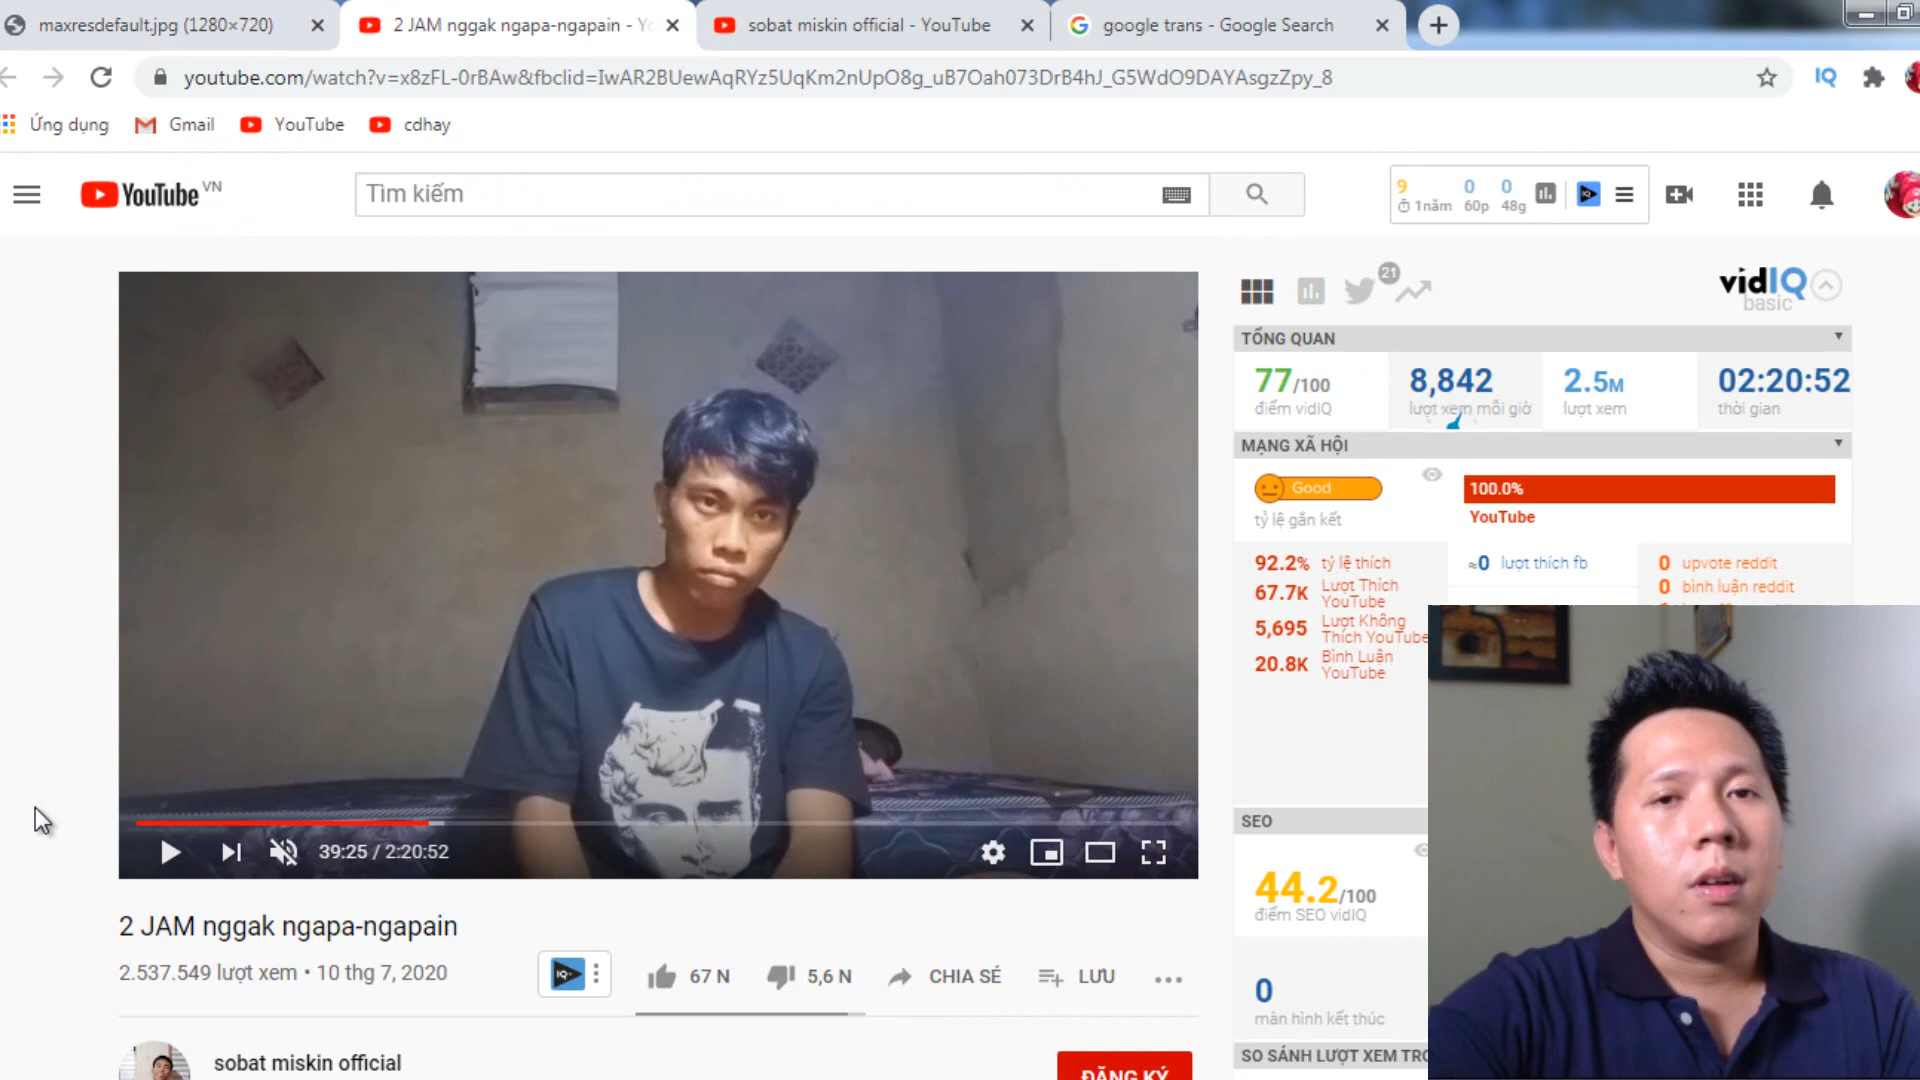 maxresdefault.jpg (1280×720)
2 JAM nggak ngapa-ngapain - Yo
sobat miskin official - YouTube
google trans - Google Search
youtube.com/watch?v=x8zFL-0rBAw&fbclid=IwAR2BUewAqRYz5UqKm2nUpO8g_uB7Oah073DrB4hJ_G5WdO9DAYAsgzZpy_8
IQ
Ứng dụng
Gmail
YouTube
cdhay
YouTube VN
Tìm kiếm
9 0 0
1năm 60p 48g
21
vidIQ
basic
TỔNG QUAN
77/100 8,842 2.5M 02:20:52
điểm vidIQ lượt xem mỗi giờ lượt xem thời gian
MẠNG XÃ HỘI
Good
100.0%
tỷ lệ gắn kết
YouTube
92.2% tỷ lệ thích
≈0 lượt thích fb
0 upvote reddit
67.7K Lượt Thích YouTube
0 bình luận reddit
5,695 Lượt Không Thích YouTube
20.8K Bình Luận YouTube
39:25 / 2:20:52
SEO
44.2/100
điểm SEO vidIQ
0
màn hình kết thúc
SO SÁNH LƯỢT XEM TRO
2 JAM nggak ngapa-ngapain
2.537.549 lượt xem • 10 thg 7, 2020
IQ
67 N
5,6 N
CHIA SẺ
LƯU
sobat miskin official
ĐĂNG KÝ